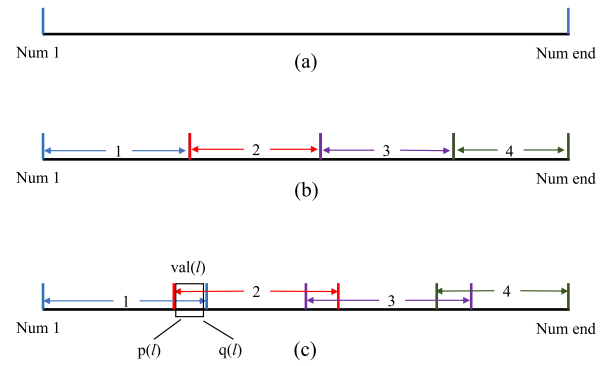 Num 1
Num end
(a)
1
2
3
4
Num 1
Num end
(b)
val(l)
1
2
3
4
Num 1
Num end
p(l)
q(l)
(c)